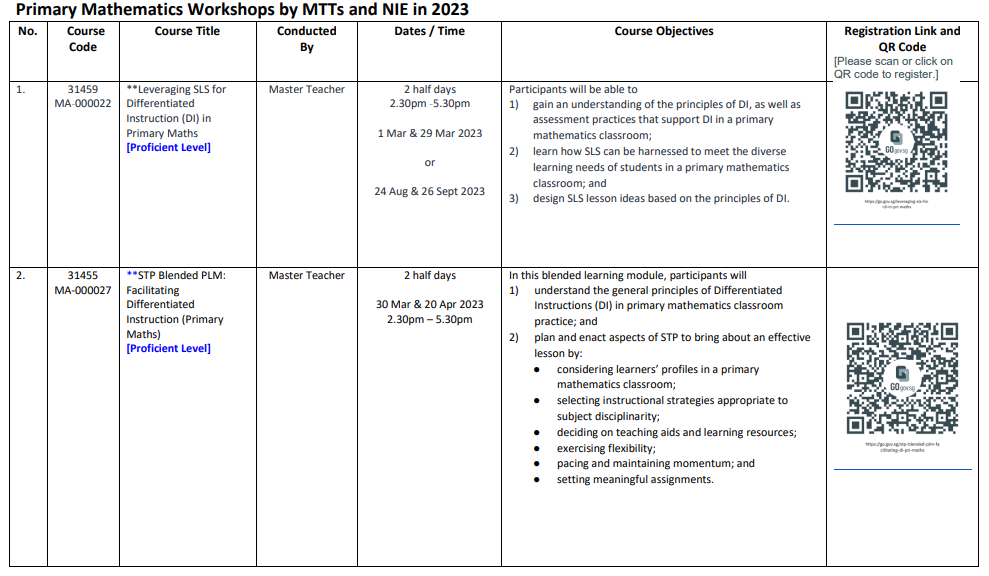 Primary Mathematics Workshops by MTTs and NIE in 2023
No.
Course
Code
Course Title
Conducted
By
Dates / Time
Course Objectives
Registration Link and
QR Code
[Please scan or click on
QR code to register.]
1.
31459
MA-000022
**Leveraging SLS for
Differentiated
Instruction (DI) in
Primary Maths
[Proficient Level]
Master Teacher
2 half days
2.30pm -5.30pm
1 Mar & 29 Mar 2023
or
24 Aug & 26 Sept 2023
Participants will be able to
1) gain an understanding of the principles of DI, as well as
assessment practices that support DI in a primary
mathematics classroom;
2) learn how SLS can be harnessed to meet the diverse
learning needs of students in a primary mathematics
classroom; and
3) design SLS lesson ideas based on the principles of DI.
GO.gov.sg
https://go.gov.sg/leveraging-sls-for
-di-in-pri-maths
2.
31455
MA-000027
**STP Blended PLM:
Facilitating
Differentiated
Instruction (Primary
Maths)
[Proficient Level]
Master Teacher
2 half days
30 Mar & 20 Apr 2023
2.30pm – 5.30pm
In this blended learning module, participants will
1) understand the general principles of Differentiated
Instructions (DI) in primary mathematics classroom
practice; and
2) plan and enact aspects of STP to bring about an effective
lesson by:
● considering learners’ profiles in a primary
mathematics classroom;
● selecting instructional strategies appropriate to
subject disciplinarity;
● deciding on teaching aids and learning resources;
● exercising flexibility;
● pacing and maintaining momentum; and
● setting meaningful assignments.
GO.gov.sg
https://go.gov.sg/stp-blended-plm-fa
cilitating-di-pri-maths